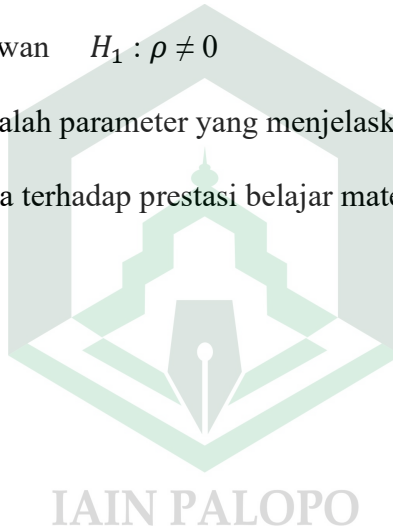 wan H₁ : ρ ≠ 0
alah parameter yang menjelask
a terhadap prestasi belajar mate
IAIN PALOPO